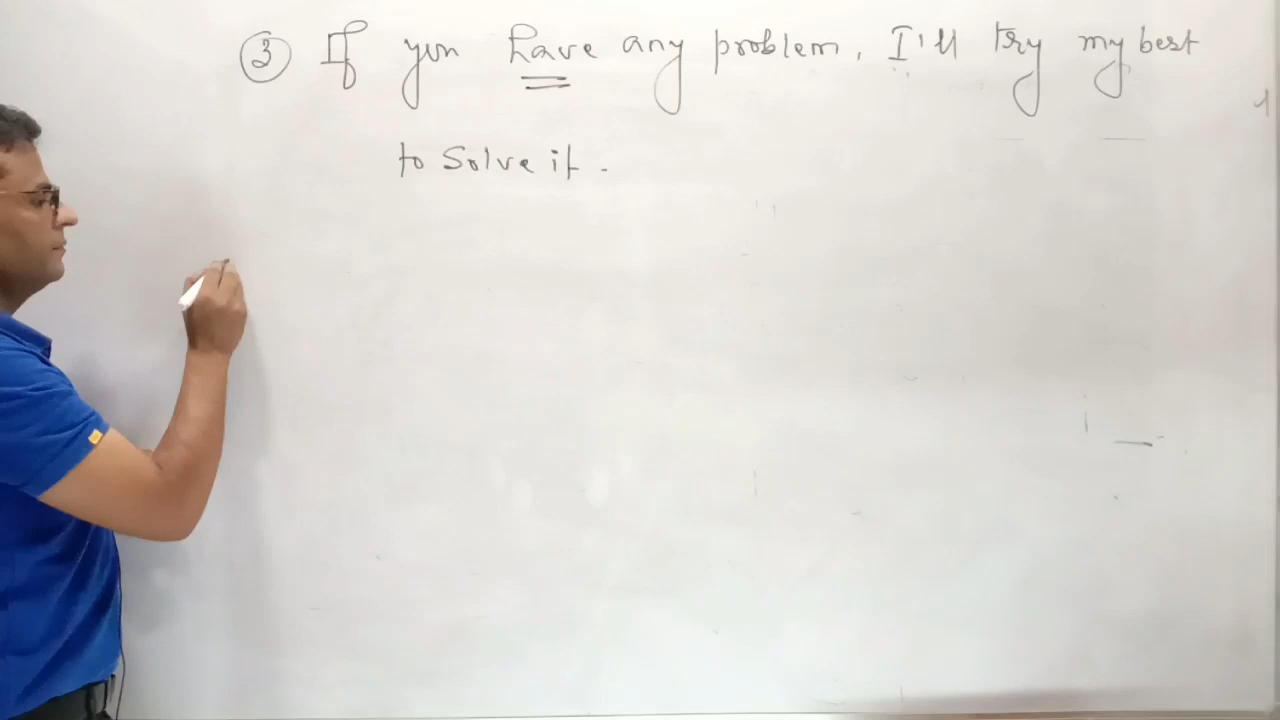 ③ If you have any problem, I'll try my best
to solve it.